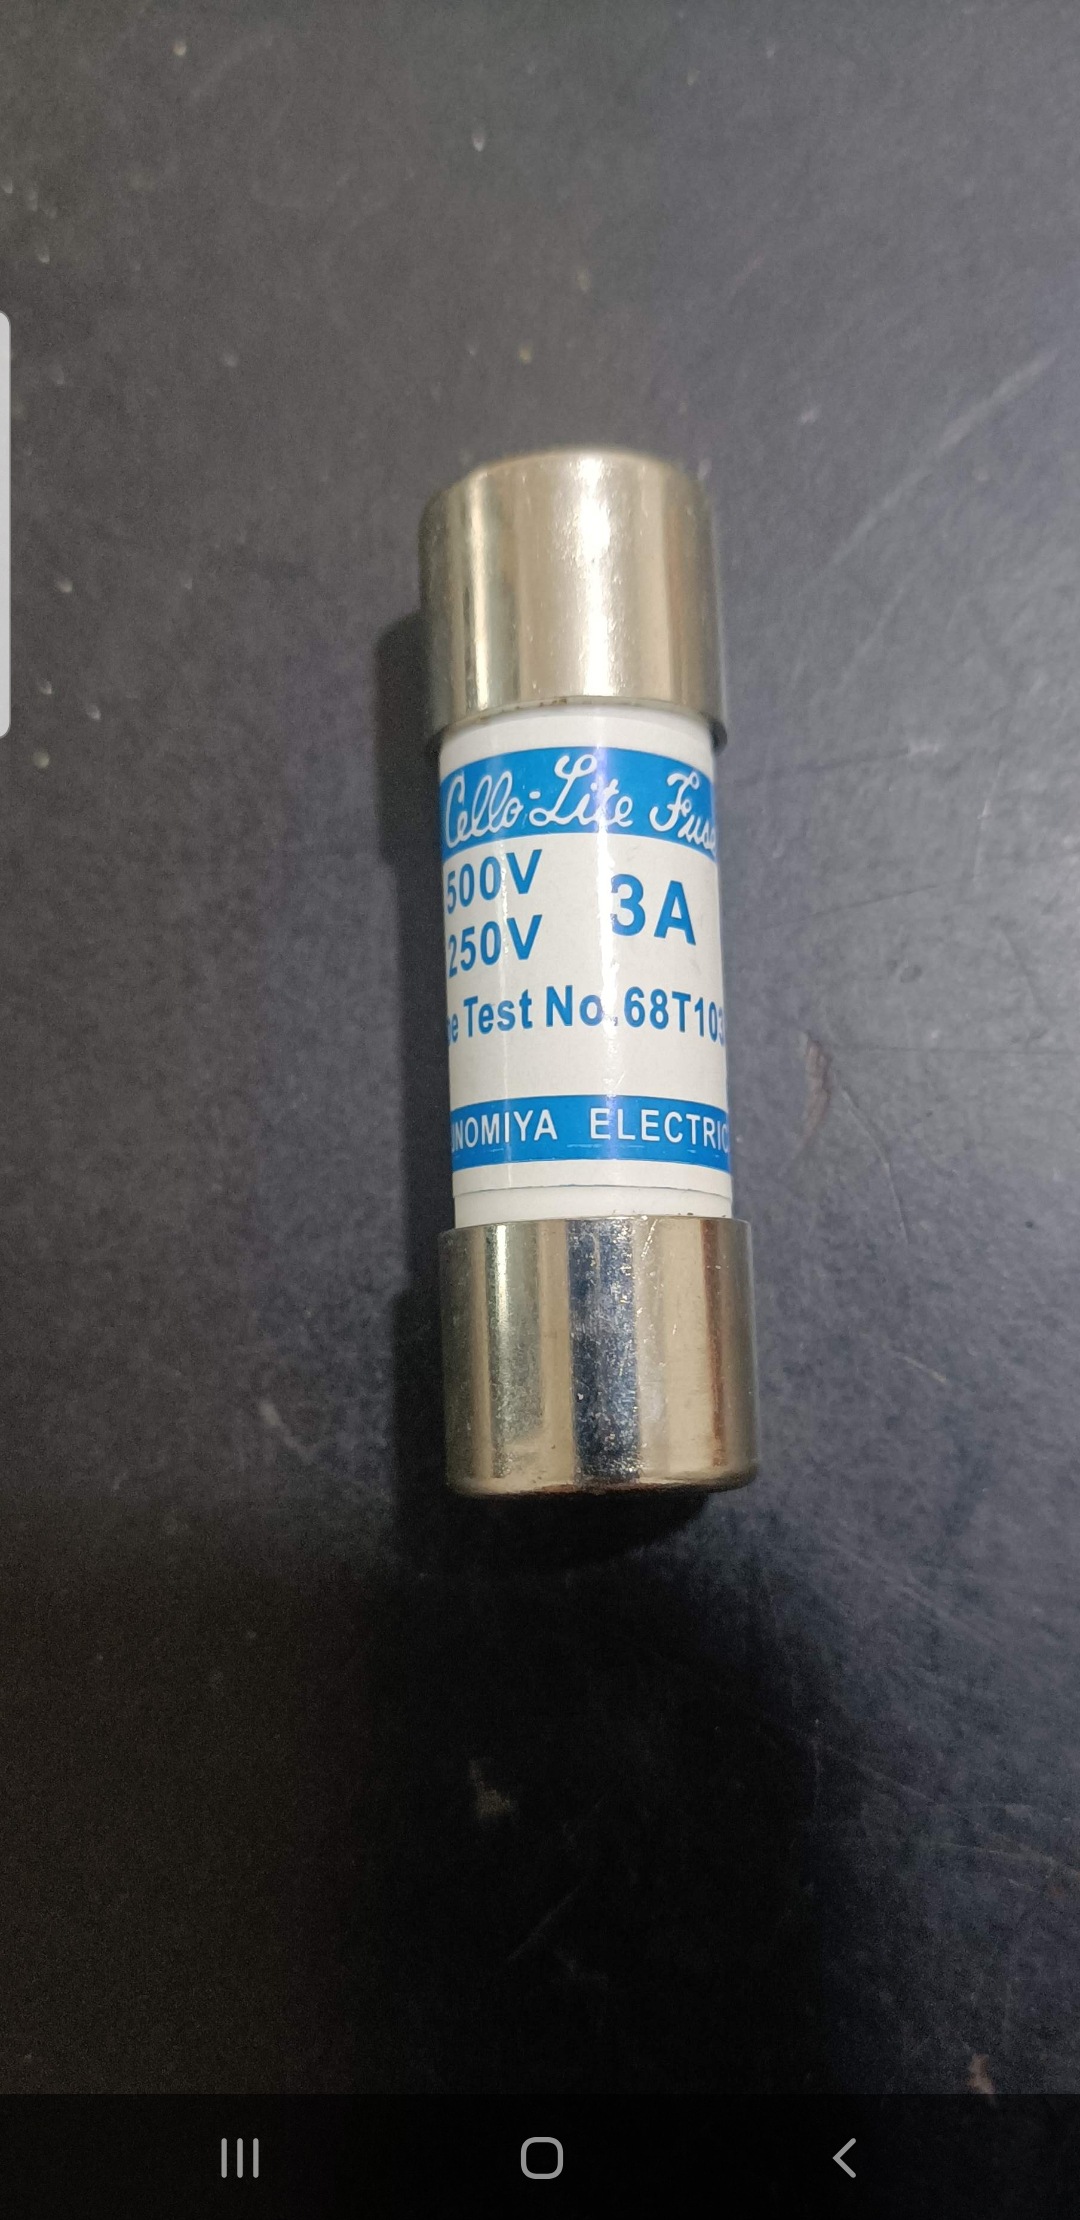 Cello-Lite Fuse
500V
3A
250V
e Test No.68T103
NOMIYA ELECTRIC